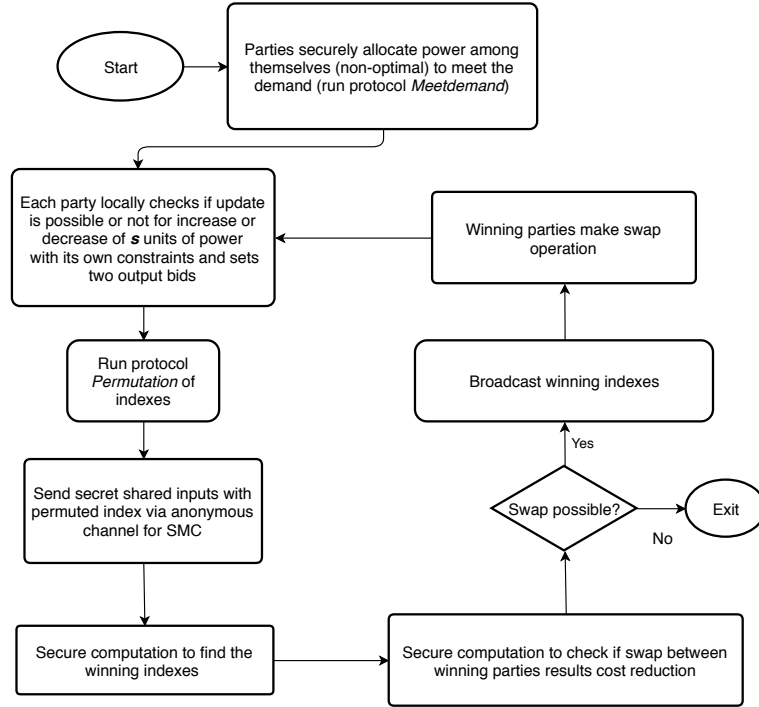 Start
Parties securely allocate power among
themselves (non-optimal) to meet the
demand (run protocol Meetdemand)
Each party locally checks if update
is possible or not for increase or
decrease of s units of power
with its own constraints and sets
two output bids
Run protocol
Permutation of
indexes
Send secret shared inputs with
permuted index via anonymous
channel for SMC
Secure computation to find the
winning indexes
Secure computation to check if swap between
winning parties results cost reduction
Swap possible?
No
Exit
Yes
Broadcast winning indexes
Winning parties make swap
operation